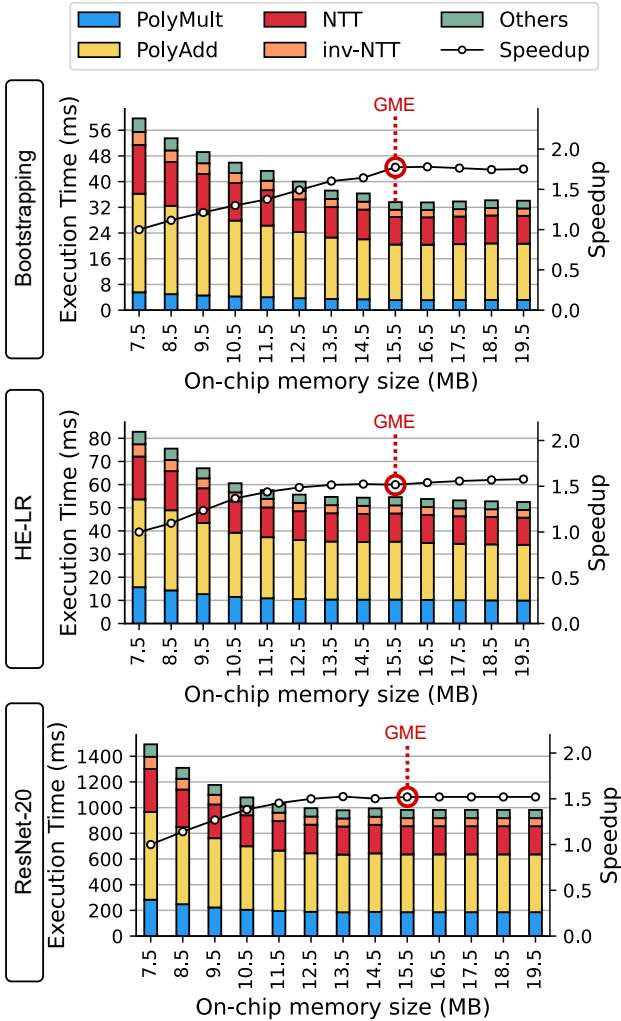 PolyMult NTT Others
PolyAdd inv-NTT Speedup
Bootstrapping
Execution Time (ms)
56
48
40
32
24
16
8
0
GME
2.0
1.5
1.0
0.5
0.0
Speedup
7.5 8.5 9.5 10.5 11.5 12.5 13.5 14.5 15.5 16.5 17.5 18.5 19.5
On-chip memory size (MB)
HE-LR
Execution Time (ms)
80
70
60
50
40
30
20
10
0
GME
2.0
1.5
1.0
0.5
0.0
Speedup
7.5 8.5 9.5 10.5 11.5 12.5 13.5 14.5 15.5 16.5 17.5 18.5 19.5
On-chip memory size (MB)
ResNet-20
Execution Time (ms)
1400
1200
1000
800
600
400
200
0
GME
2.0
1.5
1.0
0.5
0.0
Speedup
7.5 8.5 9.5 10.5 11.5 12.5 13.5 14.5 15.5 16.5 17.5 18.5 19.5
On-chip memory size (MB)